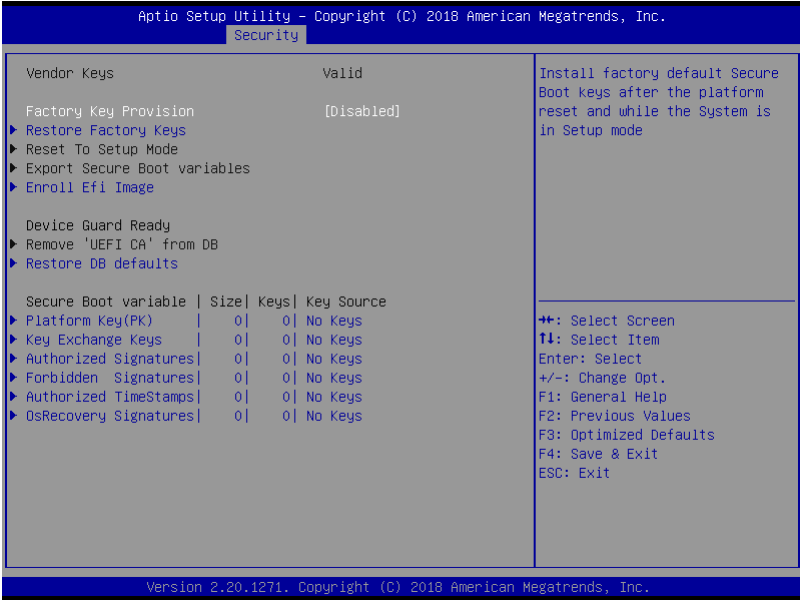 Aptio Setup Utility – Copyright (C) 2018 American Megatrends, Inc.
Security
Vendor Keys Valid
Factory Key Provision [Disabled]
Restore Factory Keys
Reset To Setup Mode
Export Secure Boot variables
Enroll Efi Image
Device Guard Ready
Remove 'UEFI CA' from DB
Restore DB defaults
Secure Boot variable | Size| Keys| Key Source
Platform Key(PK) | 0| 0| No Keys
Key Exchange Keys | 0| 0| No Keys
Authorized Signatures| 0| 0| No Keys
Forbidden Signatures| 0| 0| No Keys
Authorized TimeStamps| 0| 0| No Keys
OsRecovery Signatures| 0| 0| No Keys
Install factory default Secure
Boot keys after the platform
reset and while the System is
in Setup mode
→←: Select Screen
↑↓: Select Item
Enter: Select
+/-: Change Opt.
F1: General Help
F2: Previous Values
F3: Optimized Defaults
F4: Save & Exit
ESC: Exit
Version 2.20.1271. Copyright (C) 2018 American Megatrends, Inc.